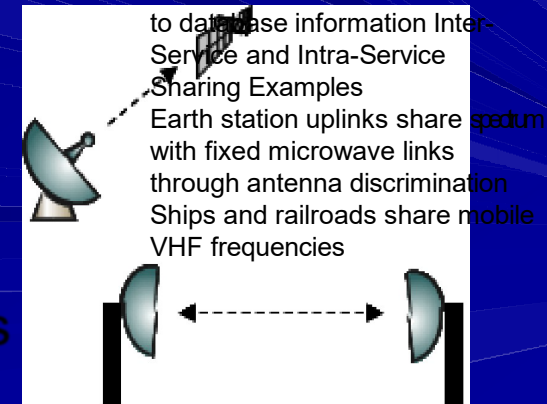 to database information Inter-
Service and Intra-Service
Sharing Examples
Earth station uplinks share spectrum
with fixed microwave links
through antenna discrimination
Ships and railroads share mobile
VHF frequencies
s